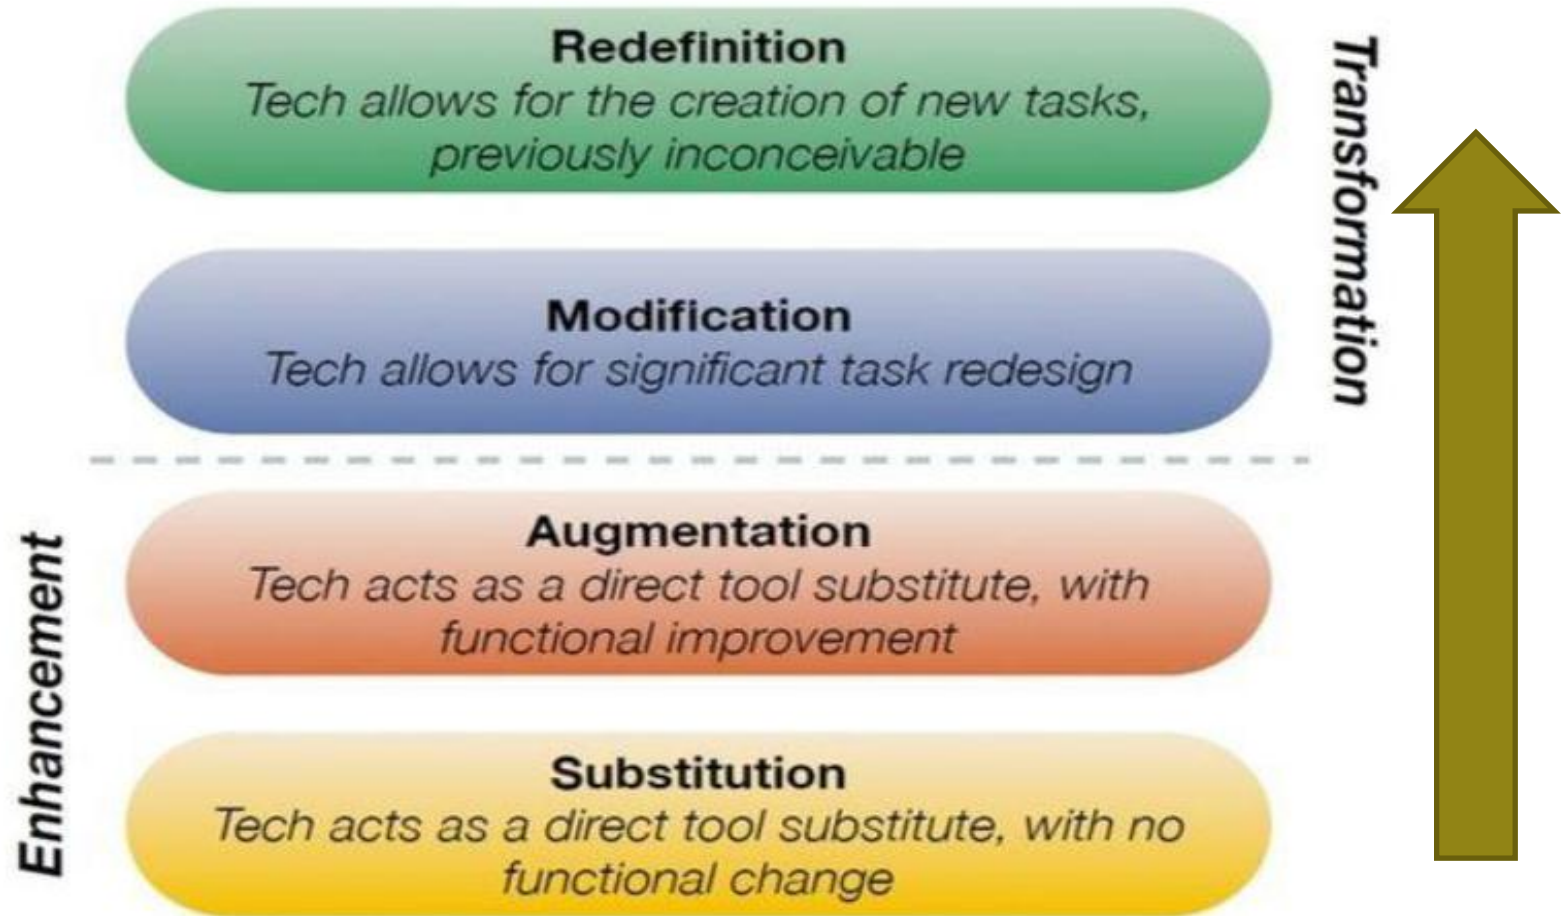 Redefinition
Tech allows for the creation of new tasks,
previously inconceivable
Transformation
Modification
Tech allows for significant task redesign
Enhancement
Augmentation
Tech acts as a direct tool substitute, with
functional improvement
Substitution
Tech acts as a direct tool substitute, with no
functional change